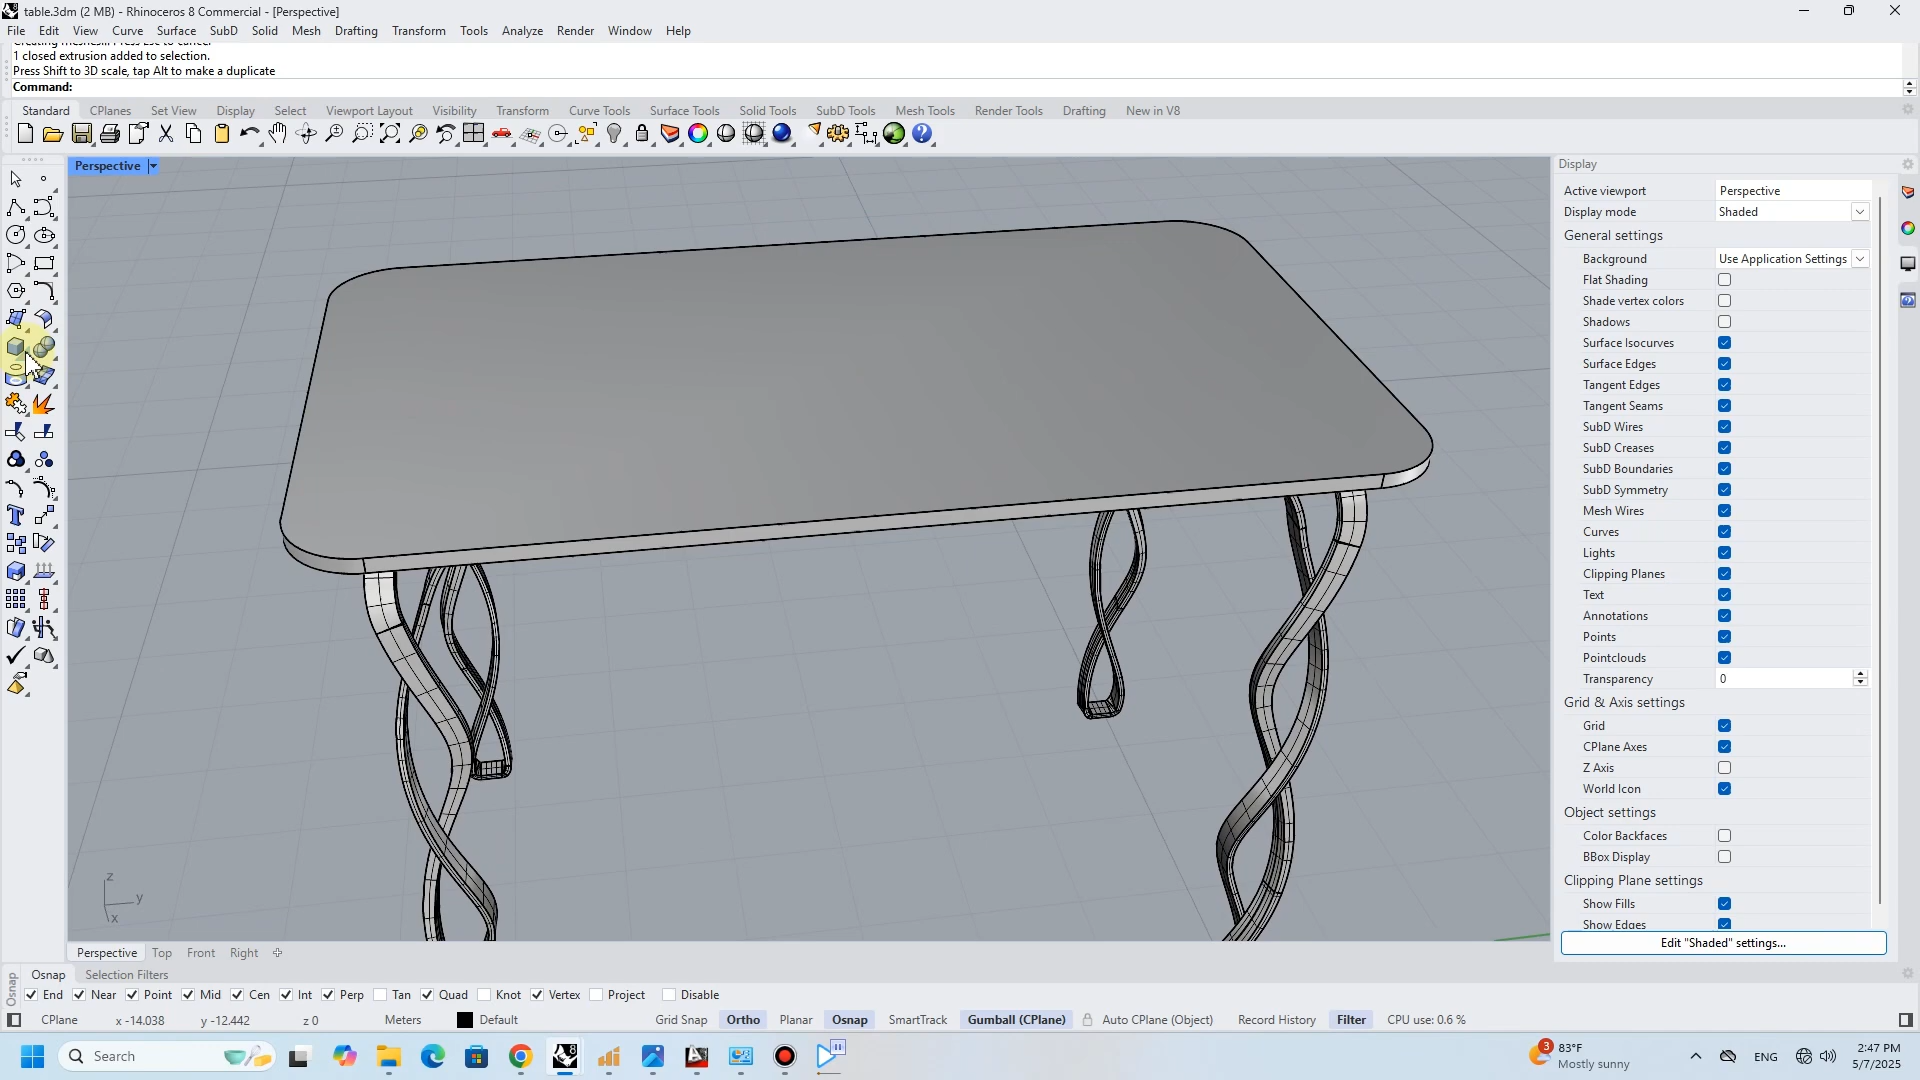 table.3dm (2 MB) - Rhinoceros 8 Commercial - [Perspective]
File Edit View Curve Surface SubD Solid Mesh Drafting Transform Tools Analyze Render Window Help
Creating meshes... Press Esc to cancel
1 closed extrusion added to selection.
Press Shift to 3D scale, tap Alt to make a duplicate
Command:
Standard CPlanes Set View Display Select Viewport Layout Visibility Transform Curve Tools Surface Tools Solid Tools SubD Tools Mesh Tools Render Tools Drafting New in V8
Perspective
Display
Active viewport Perspective
Display mode Shaded
General settings
Background Use Application Settings
Flat Shading
Shade vertex colors
Shadows
Surface Isocurves
Surface Edges
Tangent Edges
Tangent Seams
SubD Wires
SubD Creases
SubD Boundaries
SubD Symmetry
Mesh Wires
Curves
Lights
Clipping Planes
Text
Annotations
Points
Pointclouds
Transparency 0
Grid & Axis settings
Grid
CPlane Axes
Z Axis
World Icon
Object settings
Color Backfaces
BBox Display
Clipping Plane settings
Show Fills
Show Edges
Edit "Shaded" settings...
z
y
x
Perspective Top Front Right
Osnap
Osnap Selection Filters
End Near Point Mid Cen Int Perp Tan Quad Knot Vertex Project Disable
CPlane x -14.038 y -12.442 z 0 Meters Default Grid Snap Ortho Planar Osnap SmartTrack Gumball (CPlane) Auto CPlane (Object) Record History Filter CPU use: 0.6 %
Search
3
83°F
Mostly sunny
ENG
2:47 PM
5/7/2025